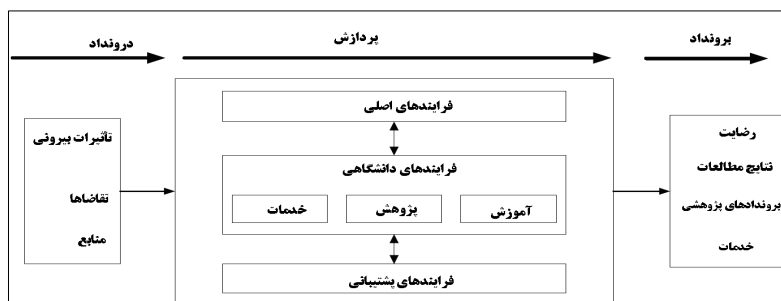 درونداد
پردازش
برونداد
تأثیرات بیرونی
تقاضاها
منابع
فرایندهای اصلی
فرایندهای دانشگاهی
آموزش
پژوهش
خدمات
فرایندهای پشتیبانی
رضایت
نتایج مطالعات
بروندادهای پژوهشی
خدمات